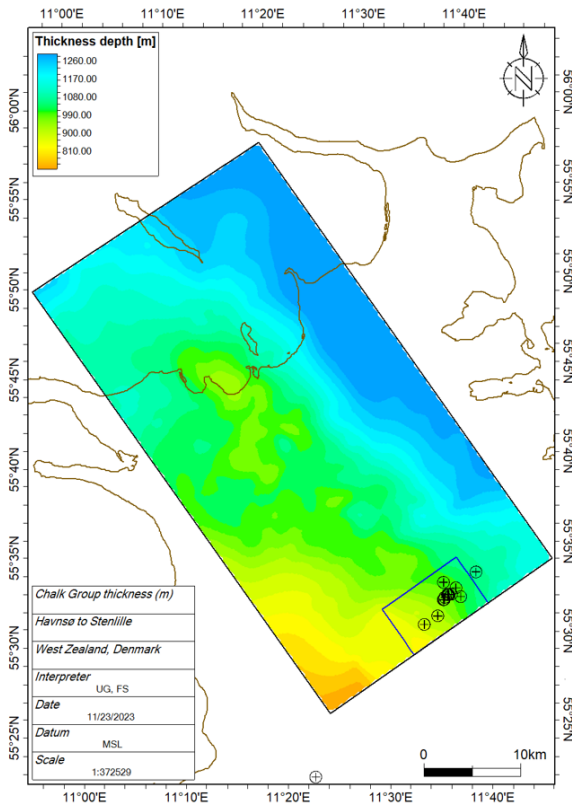 11°00'E 11°10'E 11°20'E 11°30'E 11°40'E
Thickness depth [m]
1260.00
1170.00
1080.00
990.00
900.00
810.00
N
56°00'N 56°00'N
55°55'N 55°55'N
55°50'N 55°50'N
55°45'N 55°45'N
55°40'N 55°40'N
55°35'N 55°35'N
55°30'N 55°30'N
55°25'N 55°25'N
Chalk Group thickness (m)
Havnsø to Stenlille
West Zealand, Denmark
Interpreter
UG, FS
Date
11/23/2023
Datum
MSL
Scale
1:372529
0 10km
11°00'E 11°10'E 11°20'E 11°30'E 11°40'E